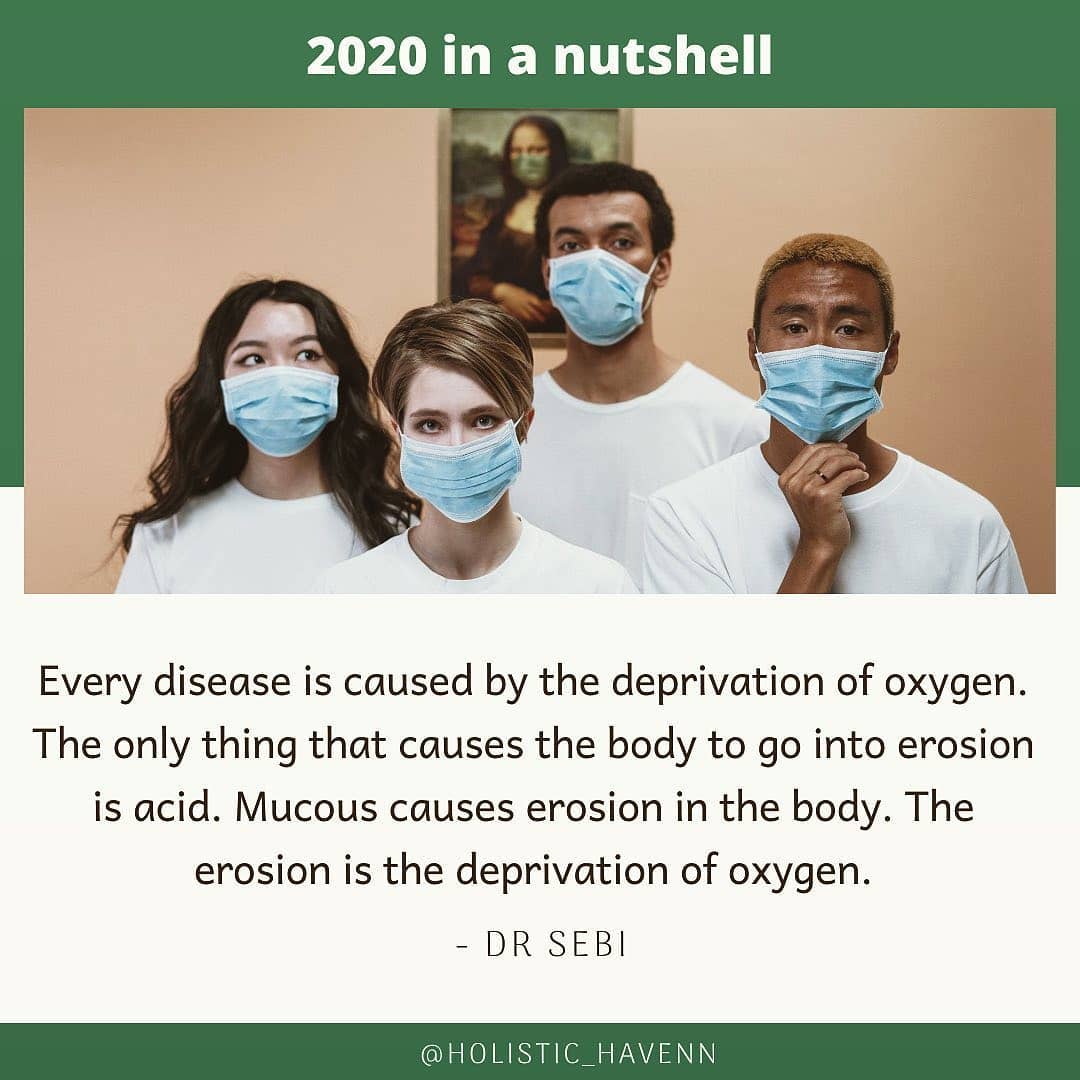 2020 in a nutshell
Every disease is caused by the deprivation of oxygen.
The only thing that causes the body to go into erosion
is acid. Mucous causes erosion in the body. The
erosion is the deprivation of oxygen.
- DR SEBI
@HOLISTIC_HAVENN